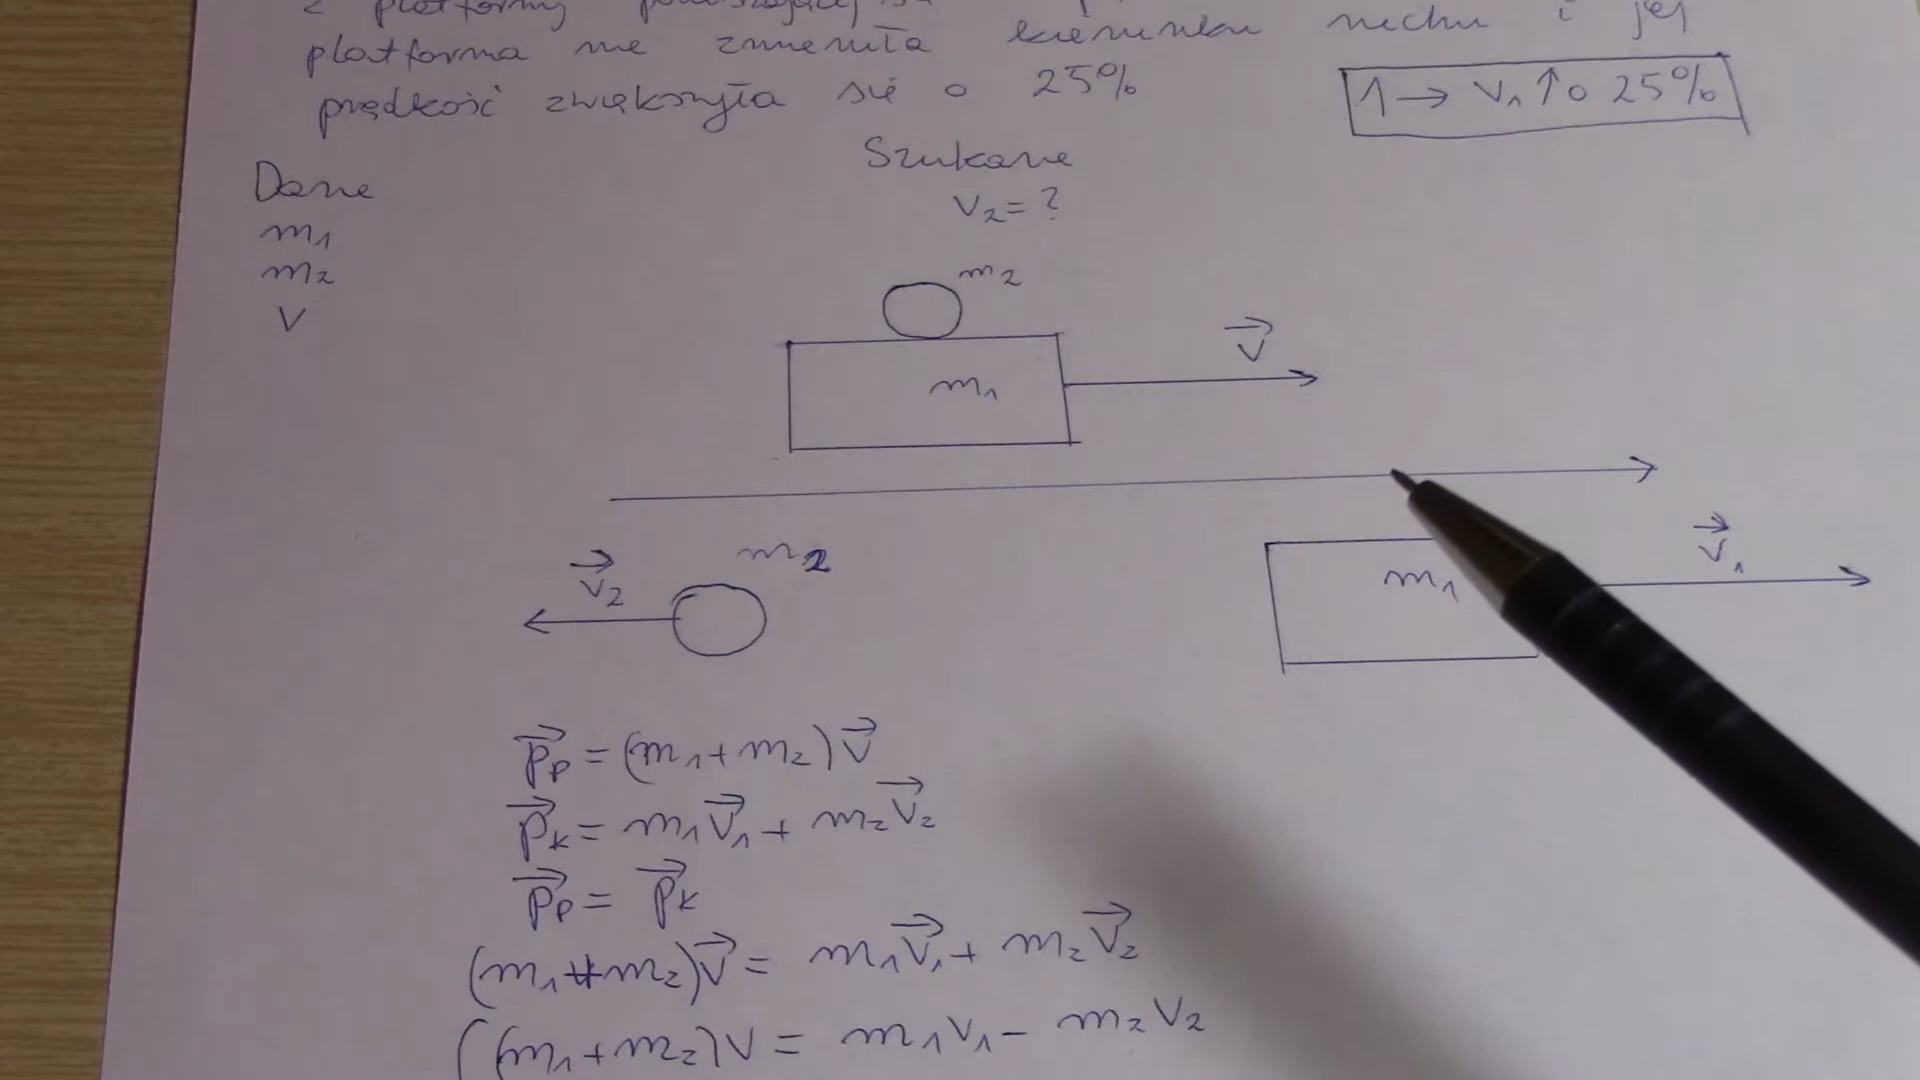 z platformy
platforma nie zmieniła kierunku ruchu i jej
prędkość zwiększyła się o 25%
1 → v₁ ↑ o 25%
Dane
Szukane
m₁
v₂ = ?
m₂
v
m₂
m₁
v⃗
v⃗₂
m₂
m₁
v⃗₁
p⃗ₚ = (m₁ + m₂) v⃗
p⃗ₖ = m₁v⃗₁ + m₂v⃗₂
p⃗ₚ = p⃗ₖ
(m₁ + m₂)v⃗ = m₁v⃗₁ + m₂v⃗₂
((m₁ + m₂)v = m₁v₁ - m₂v₂